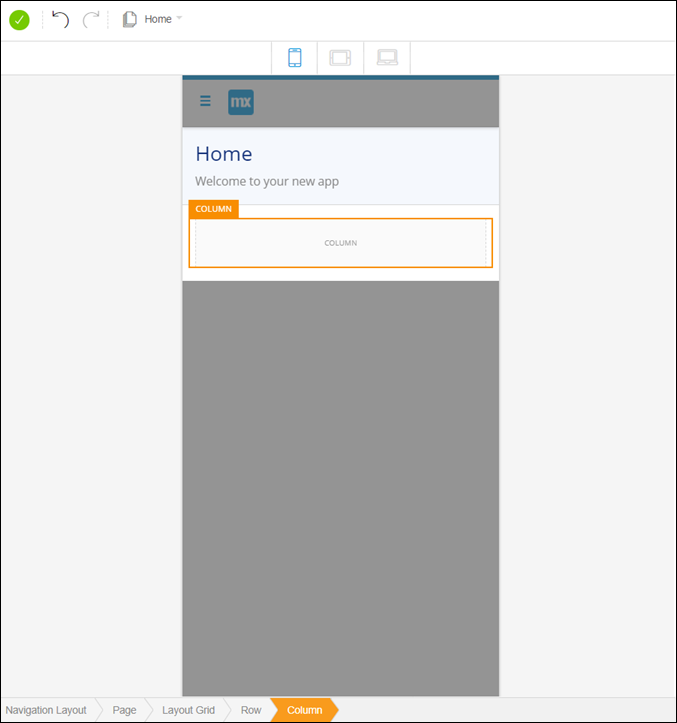 Home
mx
Home
Welcome to your new app
COLUMN
COLUMN
Navigation Layout Page Layout Grid Row Column